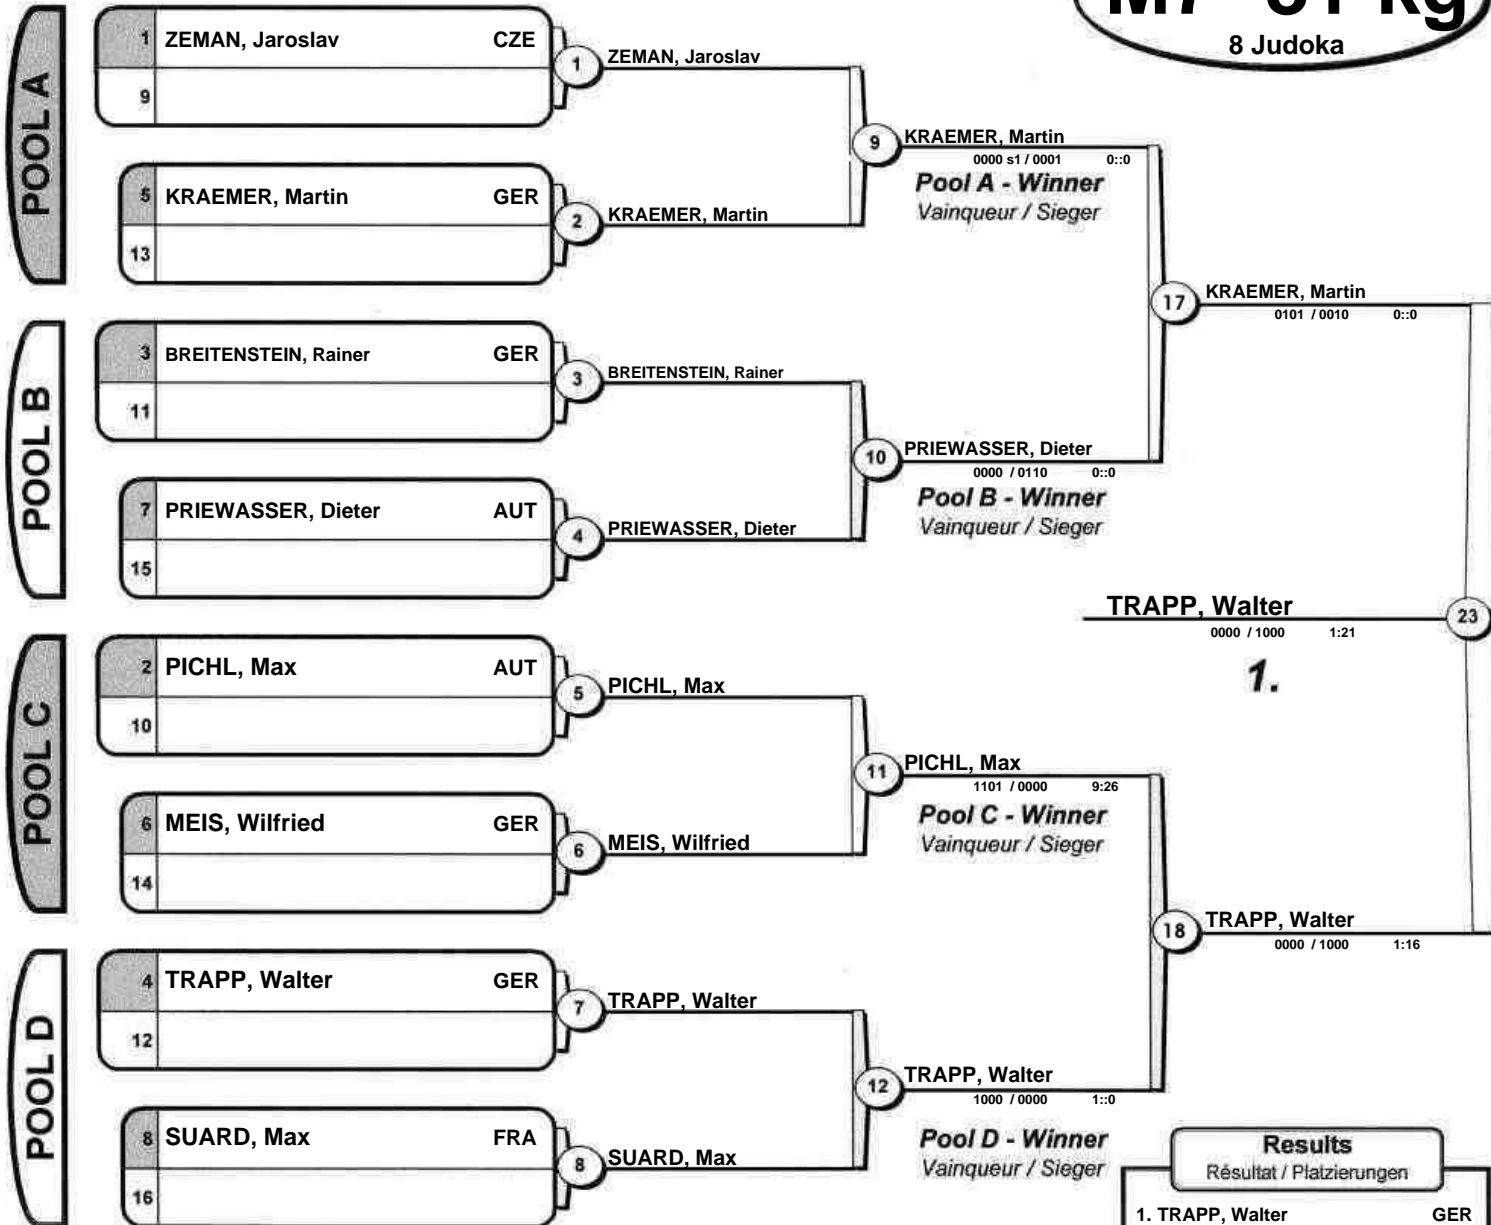 M7 -81 kg
8 Judoka
POOL A
1 ZEMAN, Jaroslav CZE
9
1 ZEMAN, Jaroslav
5 KRAEMER, Martin GER
13
2 KRAEMER, Martin
9 KRAEMER, Martin
0000 s1 / 0001 0::0
Pool A - Winner
Vainqueur / Sieger
POOL B
3 BREITENSTEIN, Rainer GER
11
3 BREITENSTEIN, Rainer
7 PRIEWASSER, Dieter AUT
15
4 PRIEWASSER, Dieter
10 PRIEWASSER, Dieter
0000 / 0110 0::0
Pool B - Winner
Vainqueur / Sieger
17 KRAEMER, Martin
0101 / 0010 0::0
TRAPP, Walter 23
0000 / 1000 1:21
1.
POOL C
2 PICHL, Max AUT
10
5 PICHL, Max
6 MEIS, Wilfried GER
14
6 MEIS, Wilfried
11 PICHL, Max
1101 / 0000 9:26
Pool C - Winner
Vainqueur / Sieger
18 TRAPP, Walter
0000 / 1000 1:16
POOL D
4 TRAPP, Walter GER
12
7 TRAPP, Walter
8 SUARD, Max FRA
16
8 SUARD, Max
12 TRAPP, Walter
1000 / 0000 1::0
Pool D - Winner
Vainqueur / Sieger
Results
Résultat / Platzierungen
1. TRAPP, Walter GER